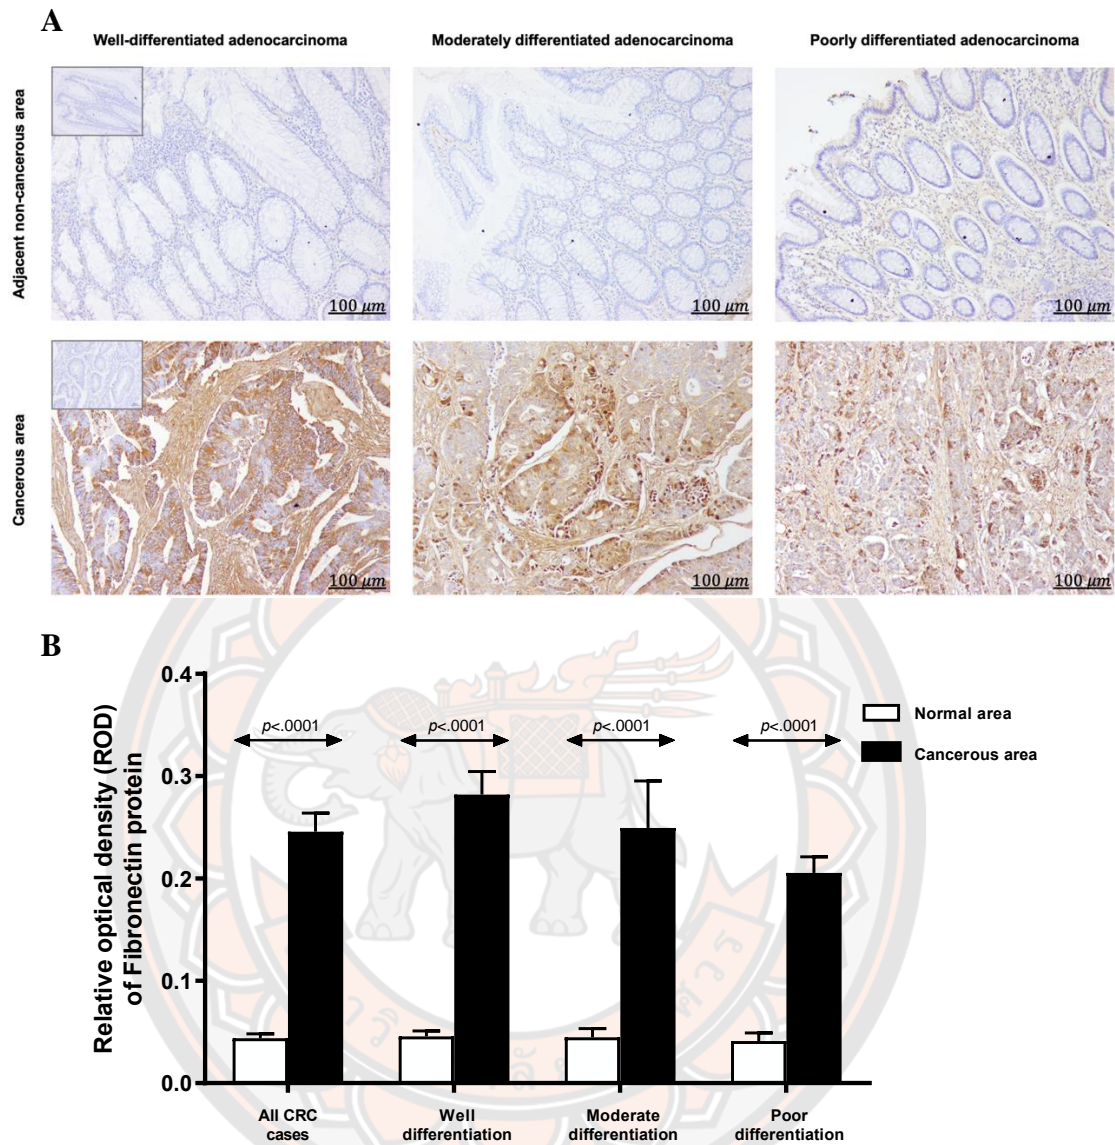 A
Well-differentiated adenocarcinoma
Moderately differentiated adenocarcinoma
Poorly differentiated adenocarcinoma
Adjacent non-cancerous area
100 μm
100 μm
100 μm
Cancerous area
100 μm
100 μm
100 μm
B
Relative optical density (ROD)
of Fibronectin protein
0.4
0.3
0.2
0.1
0.0
p<.0001
p<.0001
p<.0001
p<.0001
Normal area
Cancerous area
All CRC
cases
Well
differentiation
Moderate
differentiation
Poor
differentiation